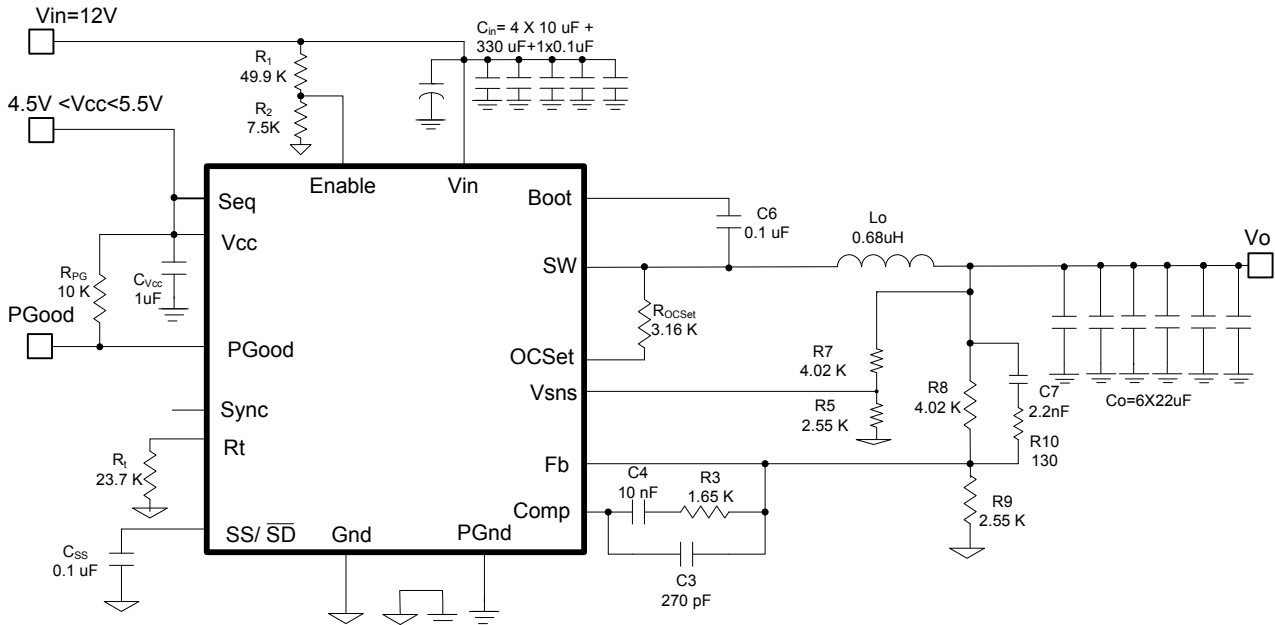 Vin=12V
Cin= 4 X 10 uF +
330 uF+1x0.1uF
R1
49.9 K
4.5V <Vcc<5.5V
R2
7.5K
Enable
Vin
Boot
Seq
C6
0.1 uF
Lo
0.68uH
Vo
Vcc
SW
RPG
10 K
CVcc
1uF
ROCSet
3.16 K
PGood
PGood
OCSet
R7
4.02 K
Vsns
R8
4.02 K
C7
2.2nF
Co=6X22uF
R5
2.55 K
Sync
Rt
R10
130
Rt
23.7 K
Fb
C4
10 nF
R3
1.65 K
R9
2.55 K
Comp
SS/ SD
Gnd
PGnd
CSS
0.1 uF
C3
270 pF